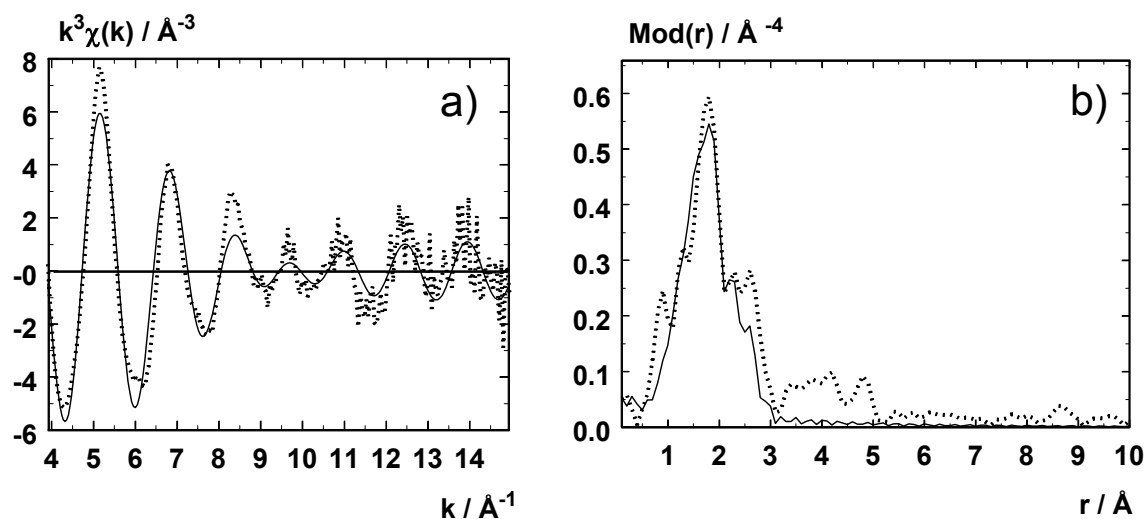 k³χ(k) / Å⁻³
a)
8
6
4
2
-0
-2
-4
-6
4 5 6 7 8 9 10 11 12 13 14
k / Å⁻¹
Mod(r) / Å⁻⁴
b)
0.6
0.5
0.4
0.3
0.2
0.1
0.0
1 2 3 4 5 6 7 8 9 10
r / Å